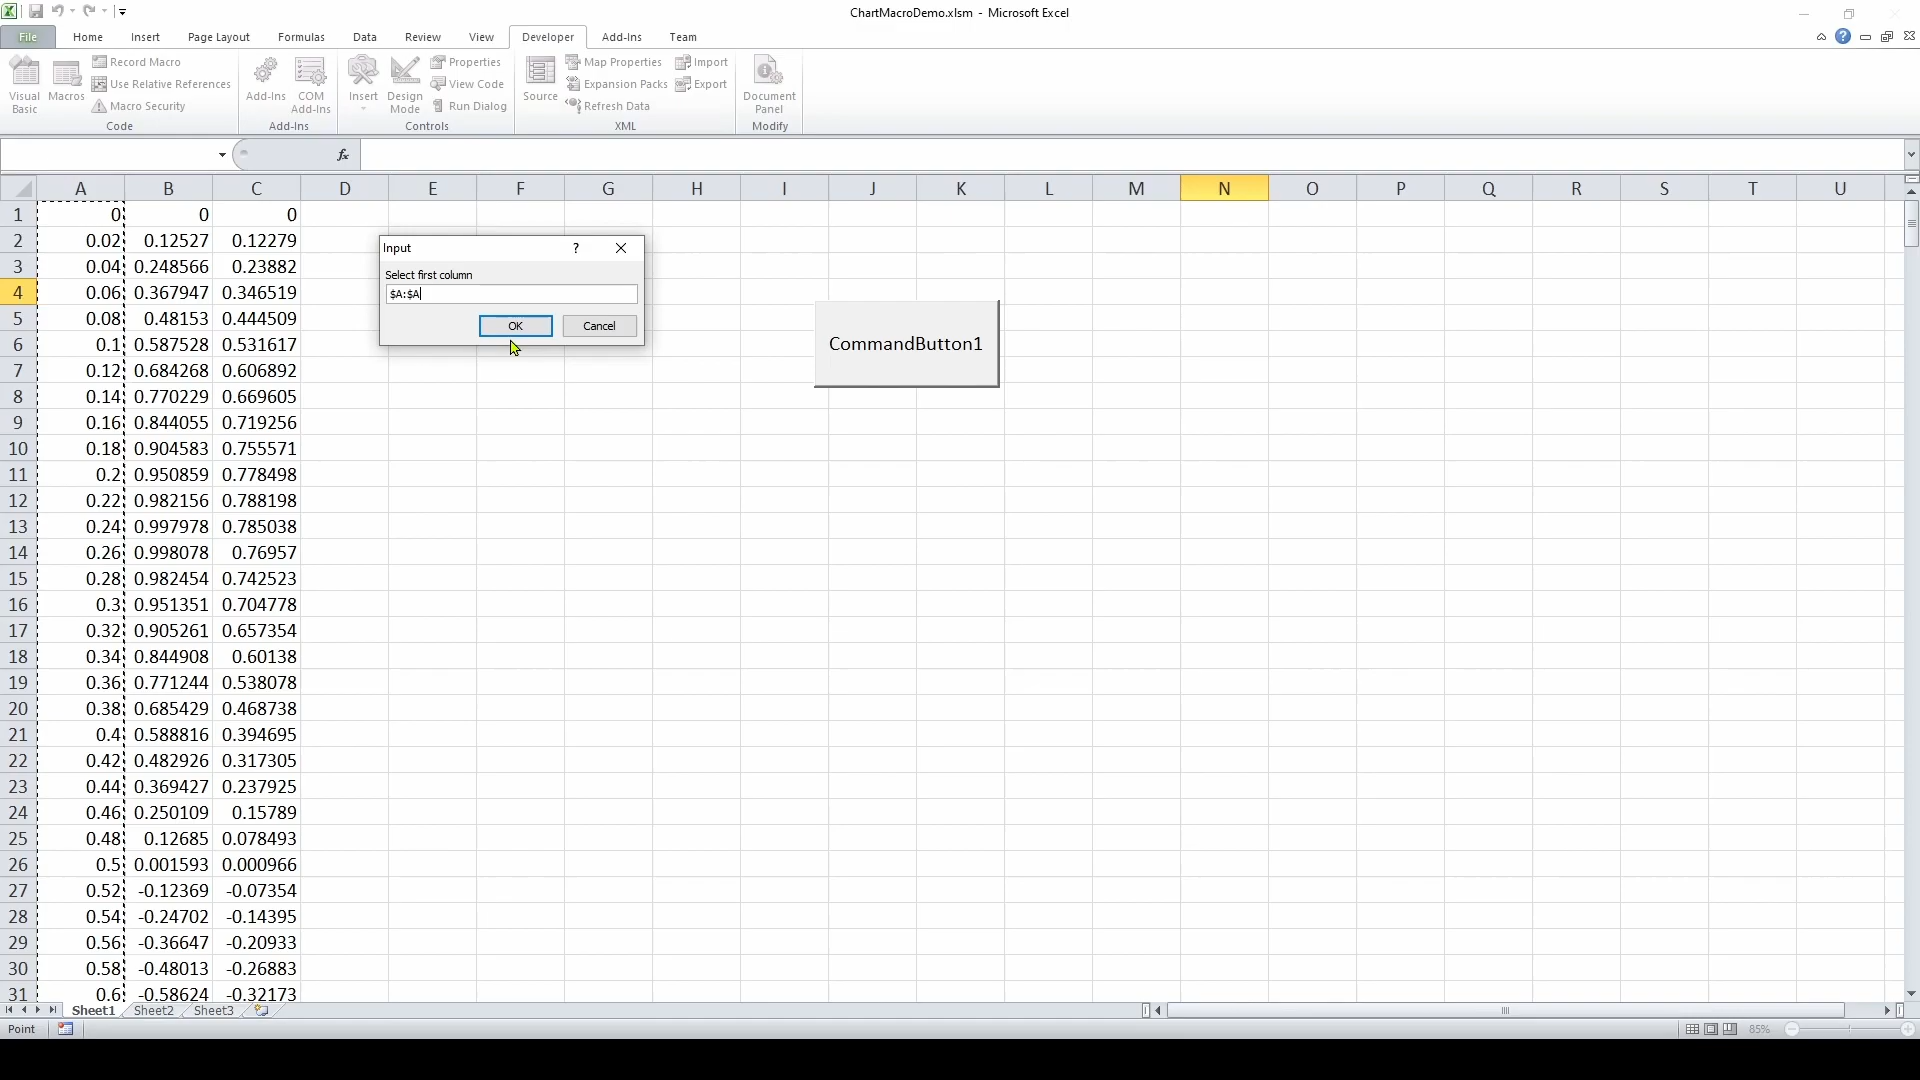 ChartMacroDemo.xlsm - Microsoft Excel
File Home Insert Page Layout Formulas Data Review View Developer Add-Ins Team
Visual Basic
Macros
Record Macro
Use Relative References
Macro Security
Code
Add-Ins
COM Add-Ins
Add-Ins
Insert
Design Mode
Properties
View Code
Run Dialog
Controls
Source
Map Properties
Expansion Packs
Refresh Data
Import
Export
XML
Document Panel
Modify
fx
A B C D E F G H I J K L M N O P Q R S T U
1 0 0 0
2 0.02 0.12527 0.12279
3 0.04 0.248566 0.23882
4 0.06 0.367947 0.346519
5 0.08 0.48153 0.444509
6 0.1 0.587528 0.531617
7 0.12 0.684268 0.606892
8 0.14 0.770229 0.669605
9 0.16 0.844055 0.719256
10 0.18 0.904583 0.755571
11 0.2 0.950859 0.778498
12 0.22 0.982156 0.788198
13 0.24 0.997978 0.785038
14 0.26 0.998078 0.76957
15 0.28 0.982454 0.742523
16 0.3 0.951351 0.704778
17 0.32 0.905261 0.657354
18 0.34 0.844908 0.60138
19 0.36 0.771244 0.538078
20 0.38 0.685429 0.468738
21 0.4 0.588816 0.394695
22 0.42 0.482926 0.317305
23 0.44 0.369427 0.237925
24 0.46 0.250109 0.15789
25 0.48 0.12685 0.078493
26 0.5 0.001593 0.000966
27 0.52 -0.12369 -0.07354
28 0.54 -0.24702 -0.14395
29 0.56 -0.36647 -0.20933
30 0.58 -0.48013 -0.26883
31 0.6 -0.58624 -0.32173
Input ?
Select first column
$A:$A
OK Cancel
CommandButton1
Sheet1 Sheet2 Sheet3
Point
85%